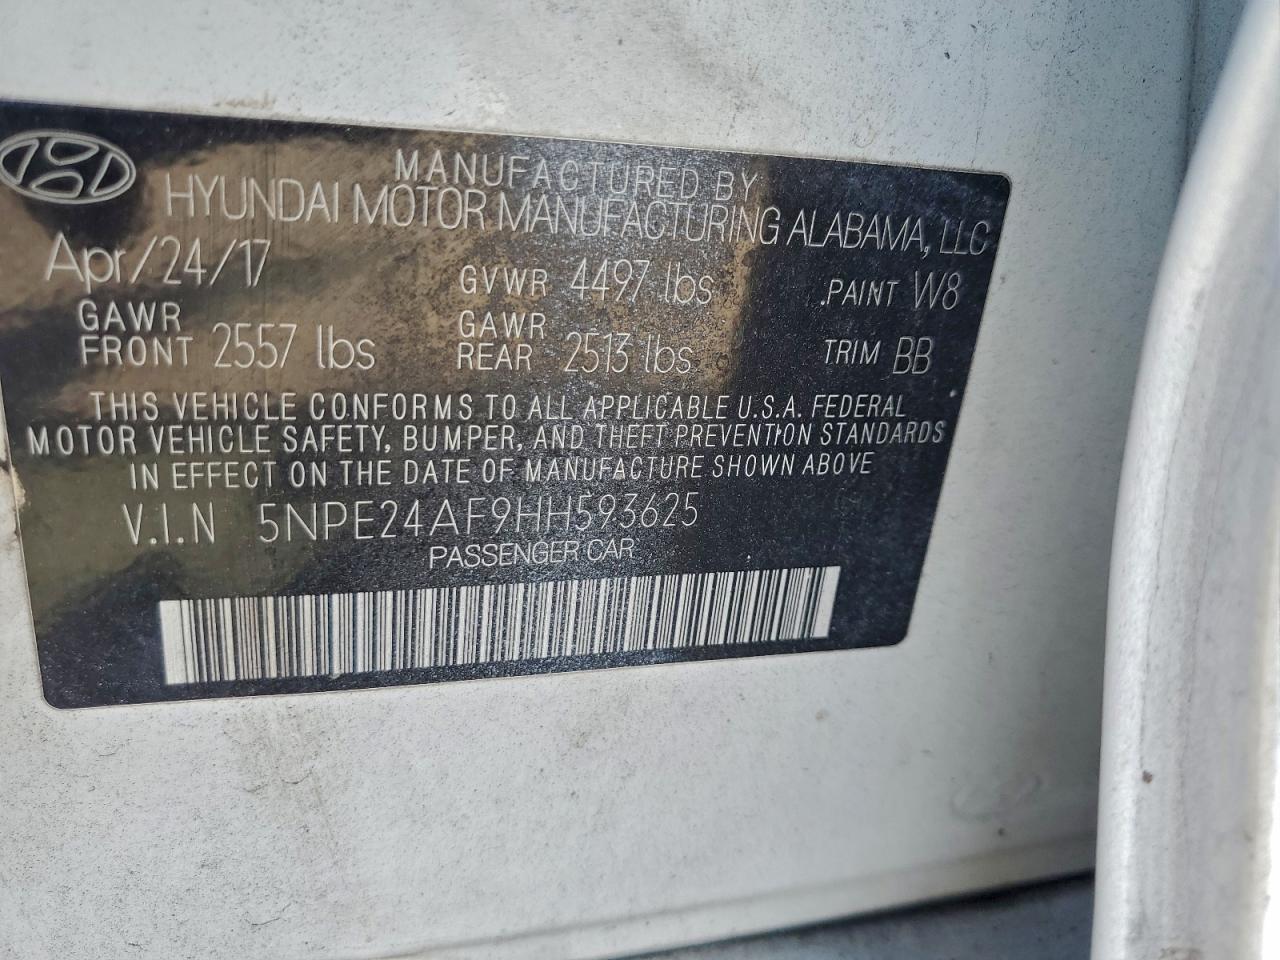 MANUFACTURED BY
HYUNDAI MOTOR MANUFACTURING ALABAMA, LLC
Apr/24/17 GVWR 4497 lbs PAINT W8
GAWR FRONT 2557 lbs GAWR REAR 2513 lbs TRIM BB
THIS VEHICLE CONFORMS TO ALL APPLICABLE U.S.A. FEDERAL
MOTOR VEHICLE SAFETY, BUMPER, AND THEFT PREVENTION STANDARDS
IN EFFECT ON THE DATE OF MANUFACTURE SHOWN ABOVE
V.I.N 5NPE24AF9HH593625
PASSENGER CAR